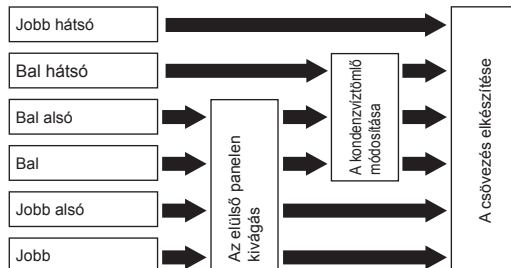 Jobb hátsó
Bal hátsó
Bal alsó
Bal
Jobb alsó
Jobb
Az elülső panelen
kivágás
A kondenzvíztömlő
módosítása
A csövezés elkészítése